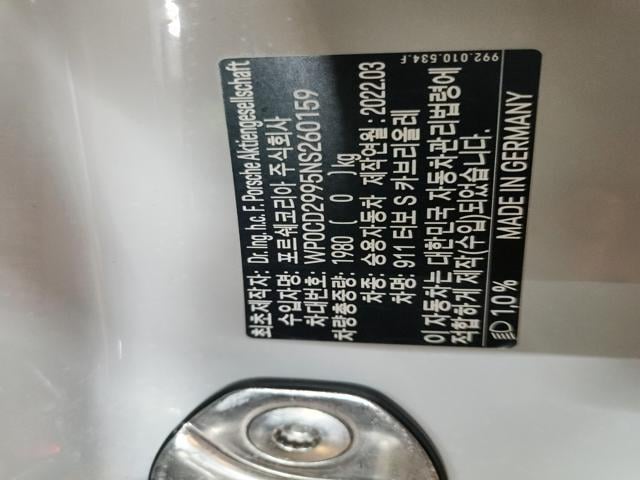 최초제작자: Dr. Ing. h.c. F. Porsche Aktiengesellschaft
수입자명: 포르쉐코리아 주식회사
차대번호: WP0CD2995NS260159
차량총중량: 1980 ( 0 ) kg
차종: 승용자동차 제작연월: 2022.03
차명: 911 터보 S 카브리올레
이 자동차는 대한민국 자동차관리법령에
적합하게 제작(수입)되었습니다.
1,0% MADE IN GERMANY
992.010.534.F